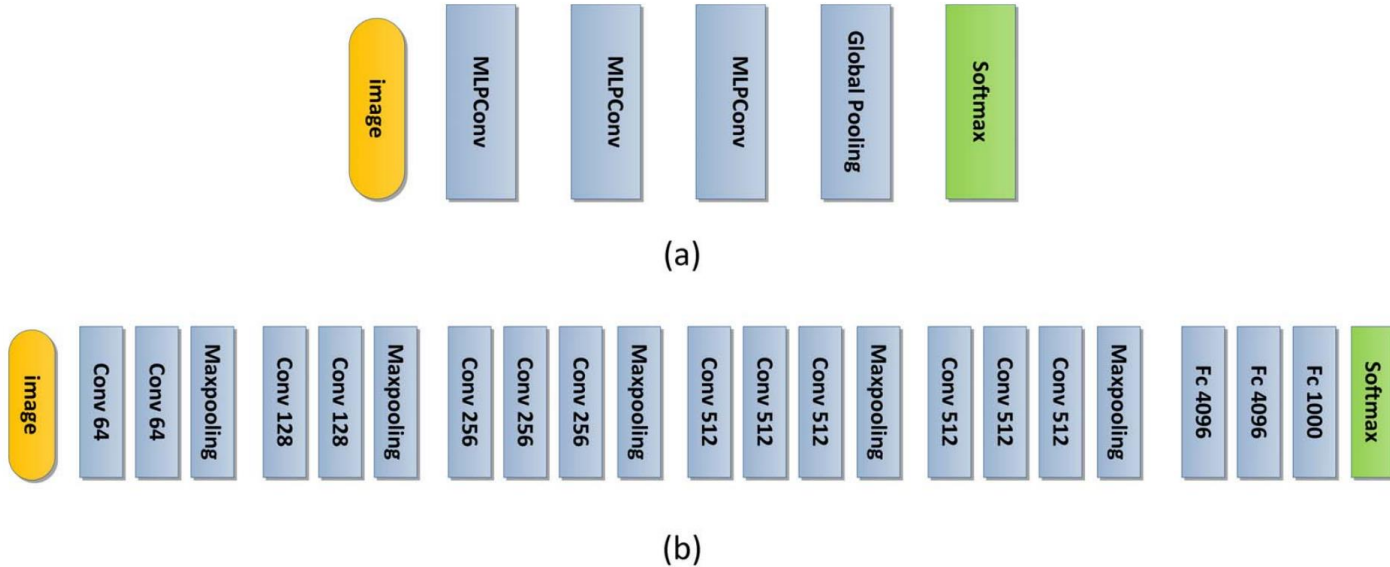 image
MLPConv
MLPConv
MLPConv
Global Pooling
Softmax
(a)
image
Conv 64
Conv 64
Maxpooling
Conv 128
Conv 128
Maxpooling
Conv 256
Conv 256
Conv 256
Maxpooling
Conv 512
Conv 512
Conv 512
Maxpooling
Conv 512
Conv 512
Conv 512
Maxpooling
Fc 4096
Fc 4096
Fc 1000
Softmax
(b)